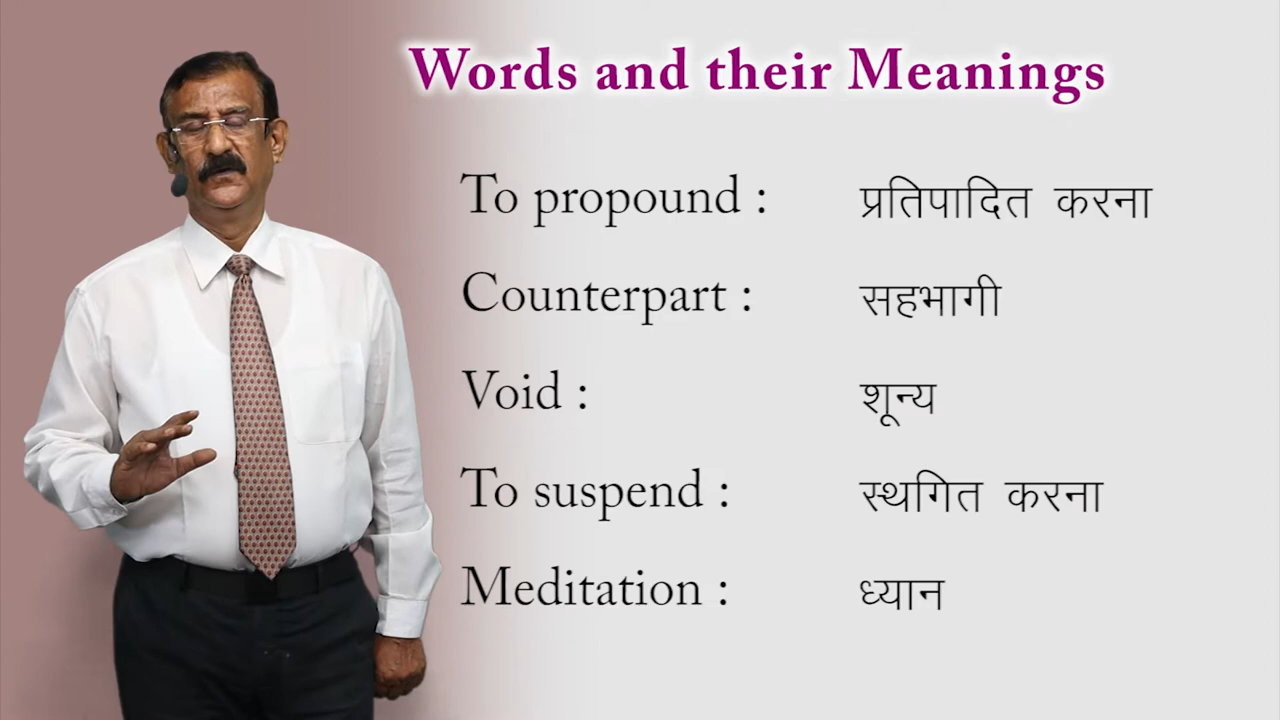 Words and their Meanings
To propound : प्रतिपादित करना
Counterpart : सहभागी
Void : शून्य
To suspend : स्थगित करना
Meditation : ध्यान